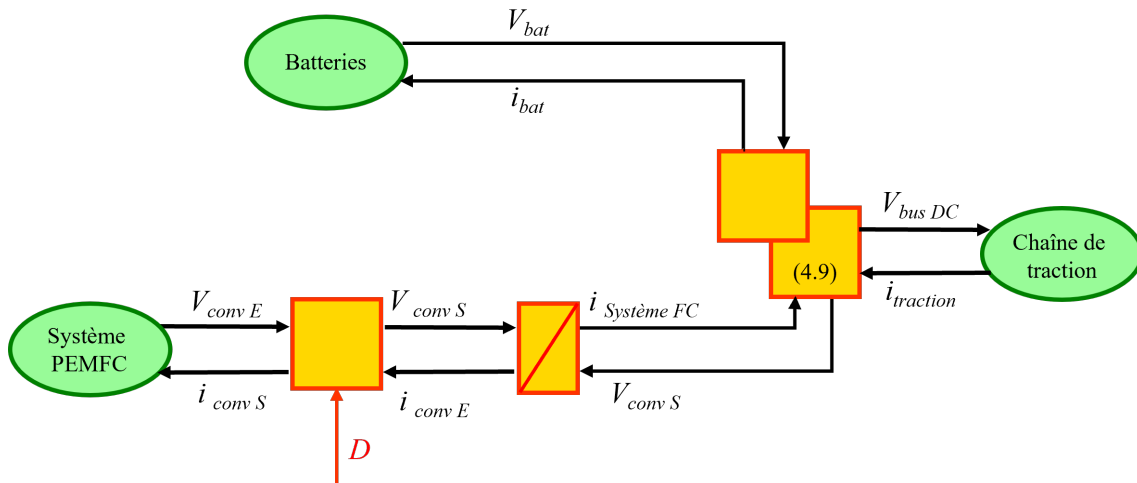 V bat
Batteries
i bat
V bus DC
Chaîne de
traction
(4.9)
i traction
V conv E
V conv S
i Système FC
Système
PEMFC
i conv S
i conv E
V conv S
D